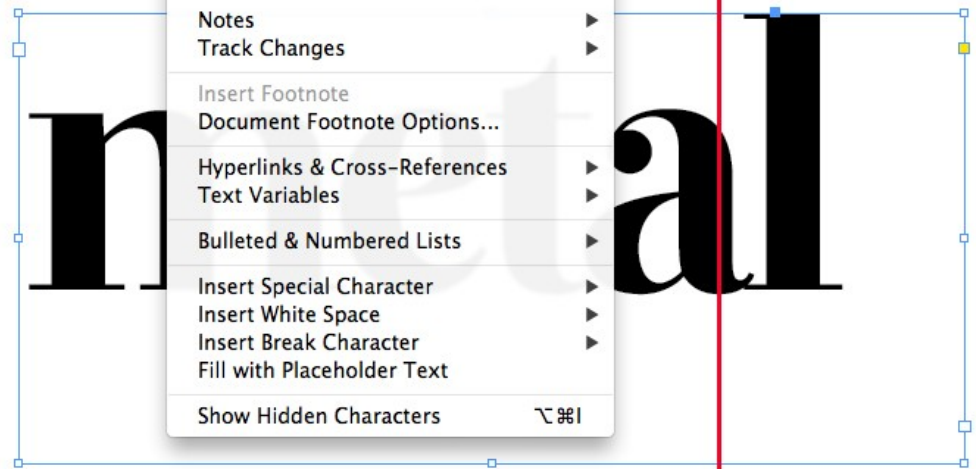 Notes
Track Changes
Insert Footnote
Document Footnote Options...
Hyperlinks & Cross-References
Text Variables
Bulleted & Numbered Lists
Insert Special Character
Insert White Space
Insert Break Character
Fill with Placeholder Text
Show Hidden Characters ⌥⌘I
metal